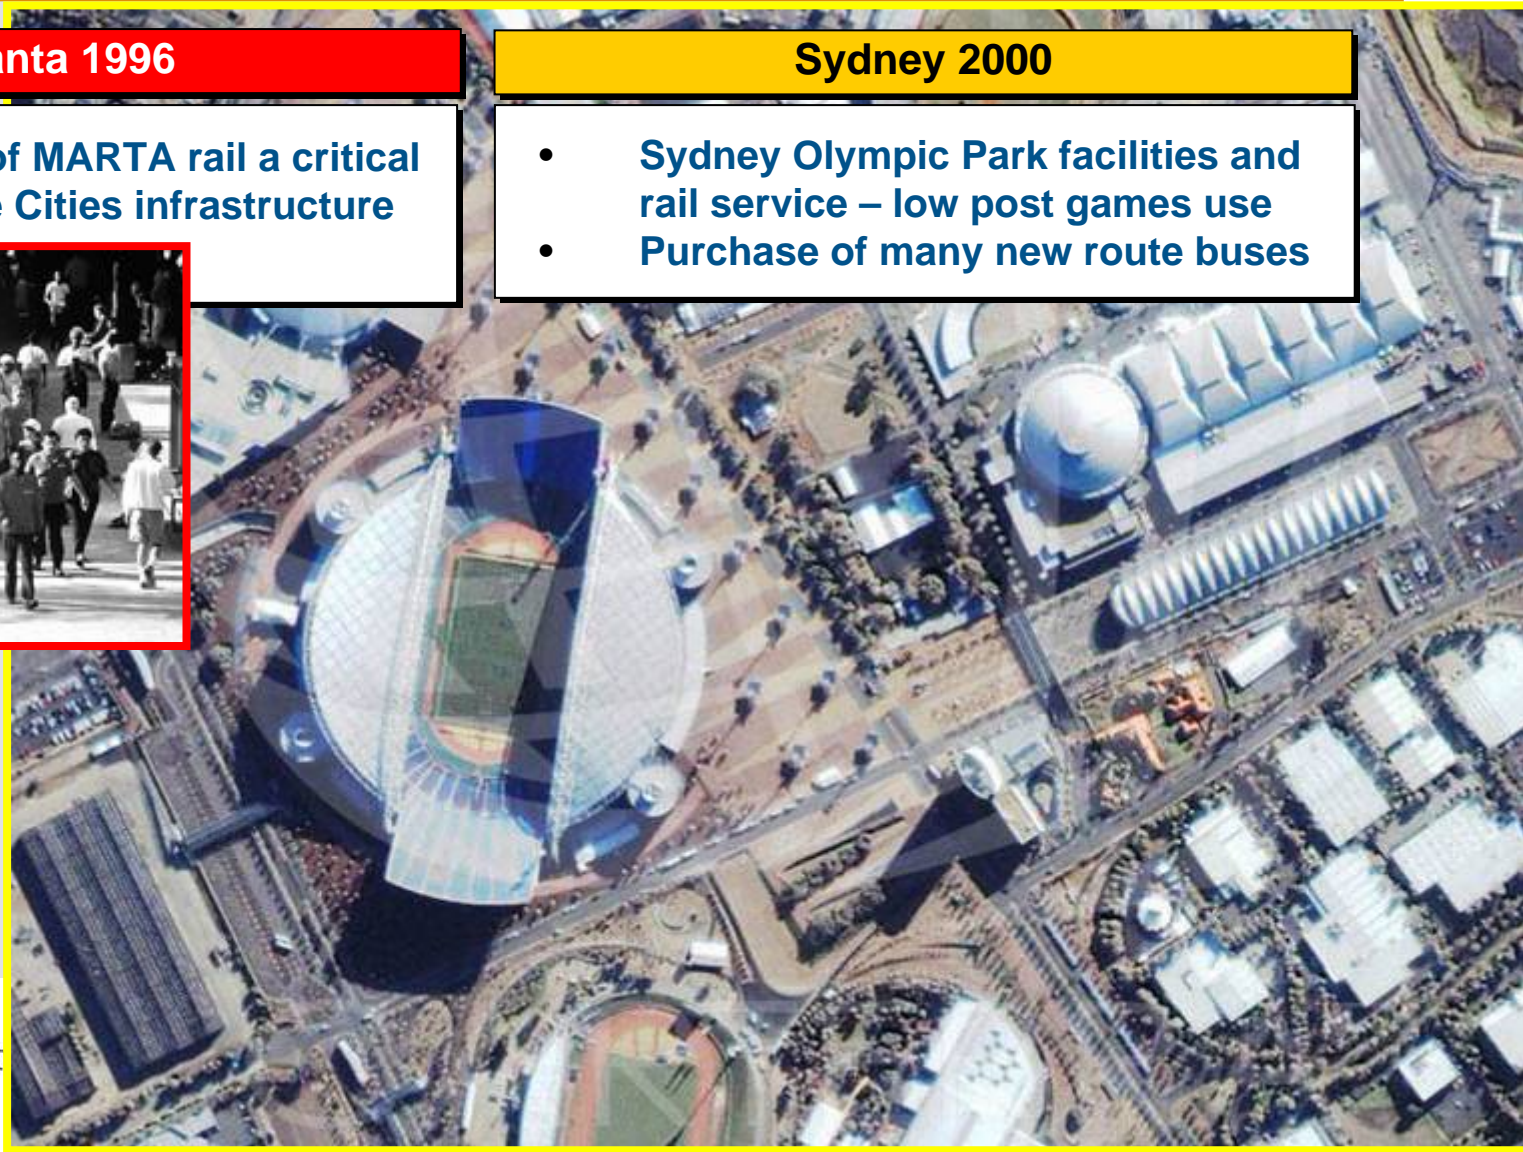 anta 1996
of MARTA rail a critical
e Cities infrastructure
Sydney 2000
• Sydney Olympic Park facilities and
rail service – low post games use
• Purchase of many new route buses